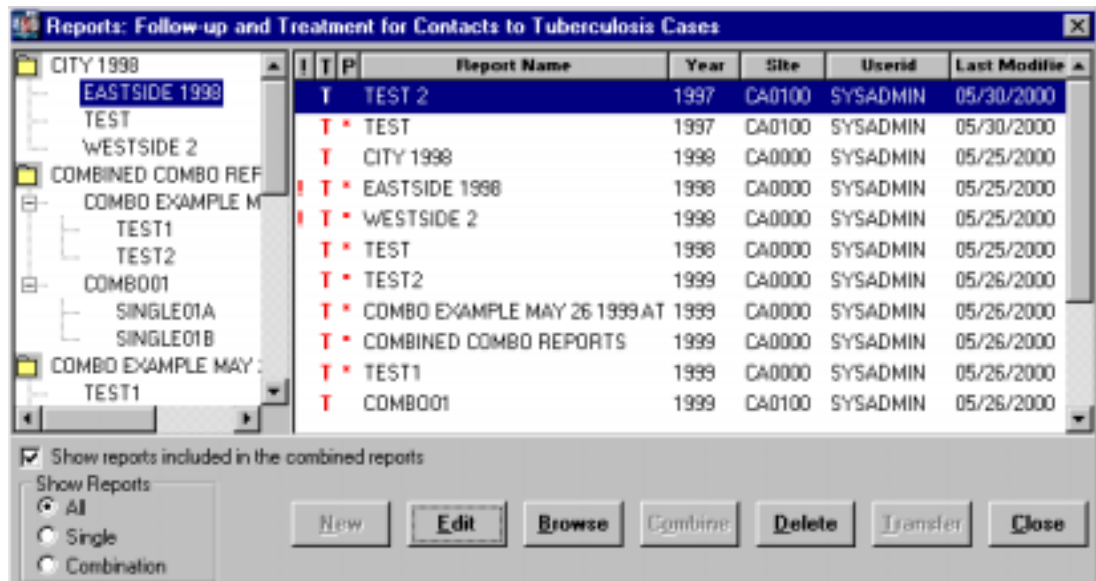 Reports: Follow-up and Treatment for Contacts to Tuberculosis Cases
CITY 1998
EASTSIDE 1998
TEST
WESTSIDE 2
COMBINED COMBO REF
COMBO EXAMPLE M
TEST1
TEST2
COMBO01
SINGLE01A
SINGLE01B
COMBO EXAMPLE MAY
TEST1
! T P Report Name Year Site Userid Last Modifie
T TEST 2 1997 CA0100 SYSADMIN 05/30/2000
T * TEST 1997 CA0100 SYSADMIN 05/30/2000
T CITY 1998 1998 CA0000 SYSADMIN 05/25/2000
! T * EASTSIDE 1998 1998 CA0000 SYSADMIN 05/25/2000
! T * WESTSIDE 2 1998 CA0000 SYSADMIN 05/25/2000
T * TEST 1998 CA0000 SYSADMIN 05/25/2000
T * TEST2 1999 CA0000 SYSADMIN 05/26/2000
T * COMBO EXAMPLE MAY 26 1999 AT 1999 CA0000 SYSADMIN 05/26/2000
T * COMBINED COMBO REPORTS 1999 CA0000 SYSADMIN 05/26/2000
T * TEST1 1999 CA0000 SYSADMIN 05/26/2000
T COMBO01 1999 CA0100 SYSADMIN 05/26/2000
Show reports included in the combined reports
Show Reports
All
Single
Combination
New Edit Browse Combine Delete Transfer Close